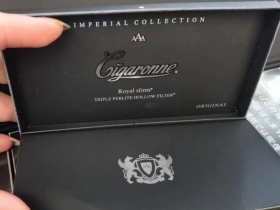 IMPERIAL COLLECTION
Cigaronne
Royal slims
TRIPLE PERLITE HOLLOW FILTER
ORIGINAL